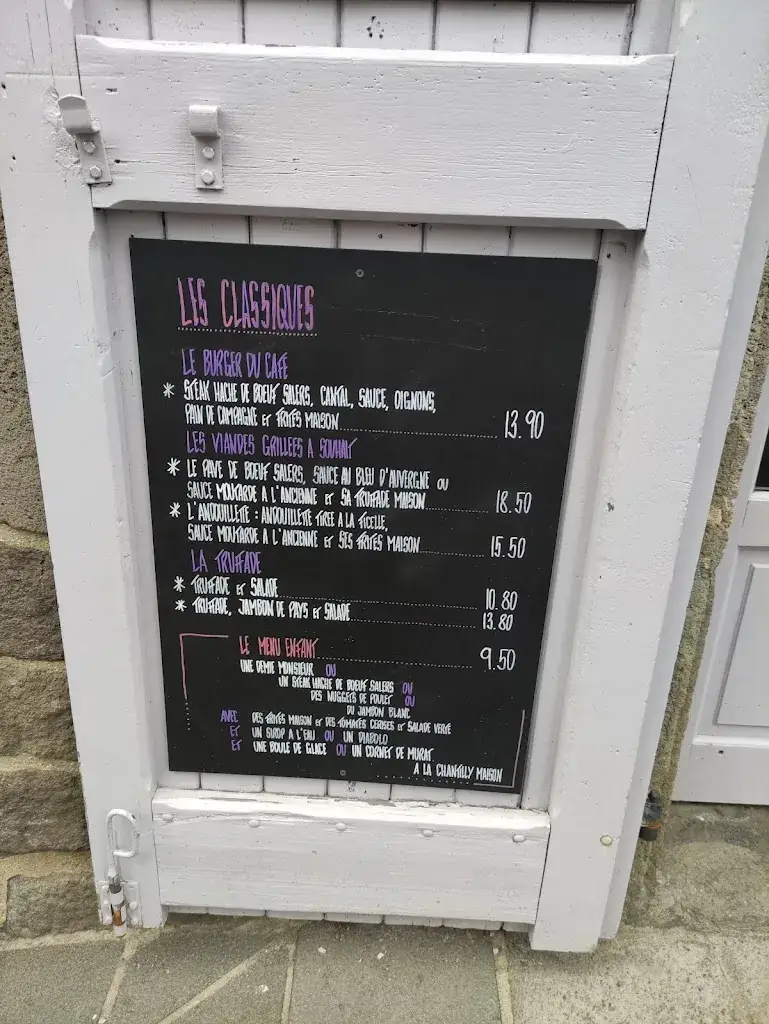 LES CLASSIQUES
LE BURGER DU CAFÉ
* STEAK HACHE DE BOEUF SALERS, CANTAL, SAUCE, OIGNONS,
PAIN DE CAMPAGNE ET FRITES MAISON 13.90
LES VIANDES GRILLEES A SOUHAIT
* LE PAVE DE BOEUF SALERS, SAUCE AU BLEU D'AUVERGNE OU
SAUCE MOUTARDE A L'ANCIENNE ET SA TRUFFADE MAISON 18.50
* L'ANDOUILLETTE : ANDOUILLETTE TIREE A LA FICELLE,
SAUCE MOUTARDE A L'ANCIENNE ET SES FRITES MAISON 15.50
LA TRUFFADE
* TRUFFADE ET SALADE 10.80
* TRUFFADE, JAMBON DE PAYS ET SALADE 13.80
LE MENU ENFANT 9.50
UNE DEMIE MONSIEUR OU
UN STEAK HACHE DE BOEUF SALERS OU
DES NUGGETS DE POULET OU
DU JAMBON BLANC
AVEC DES FRITES MAISON ET DES TOMATES CERISES ET SALADE VERTE
ET UN SIROP A L'EAU OU UN DIABOLO
ET UNE BOULE DE GLACE OU UN CORNET DE MURAT
A LA CHANTILLY MAISON